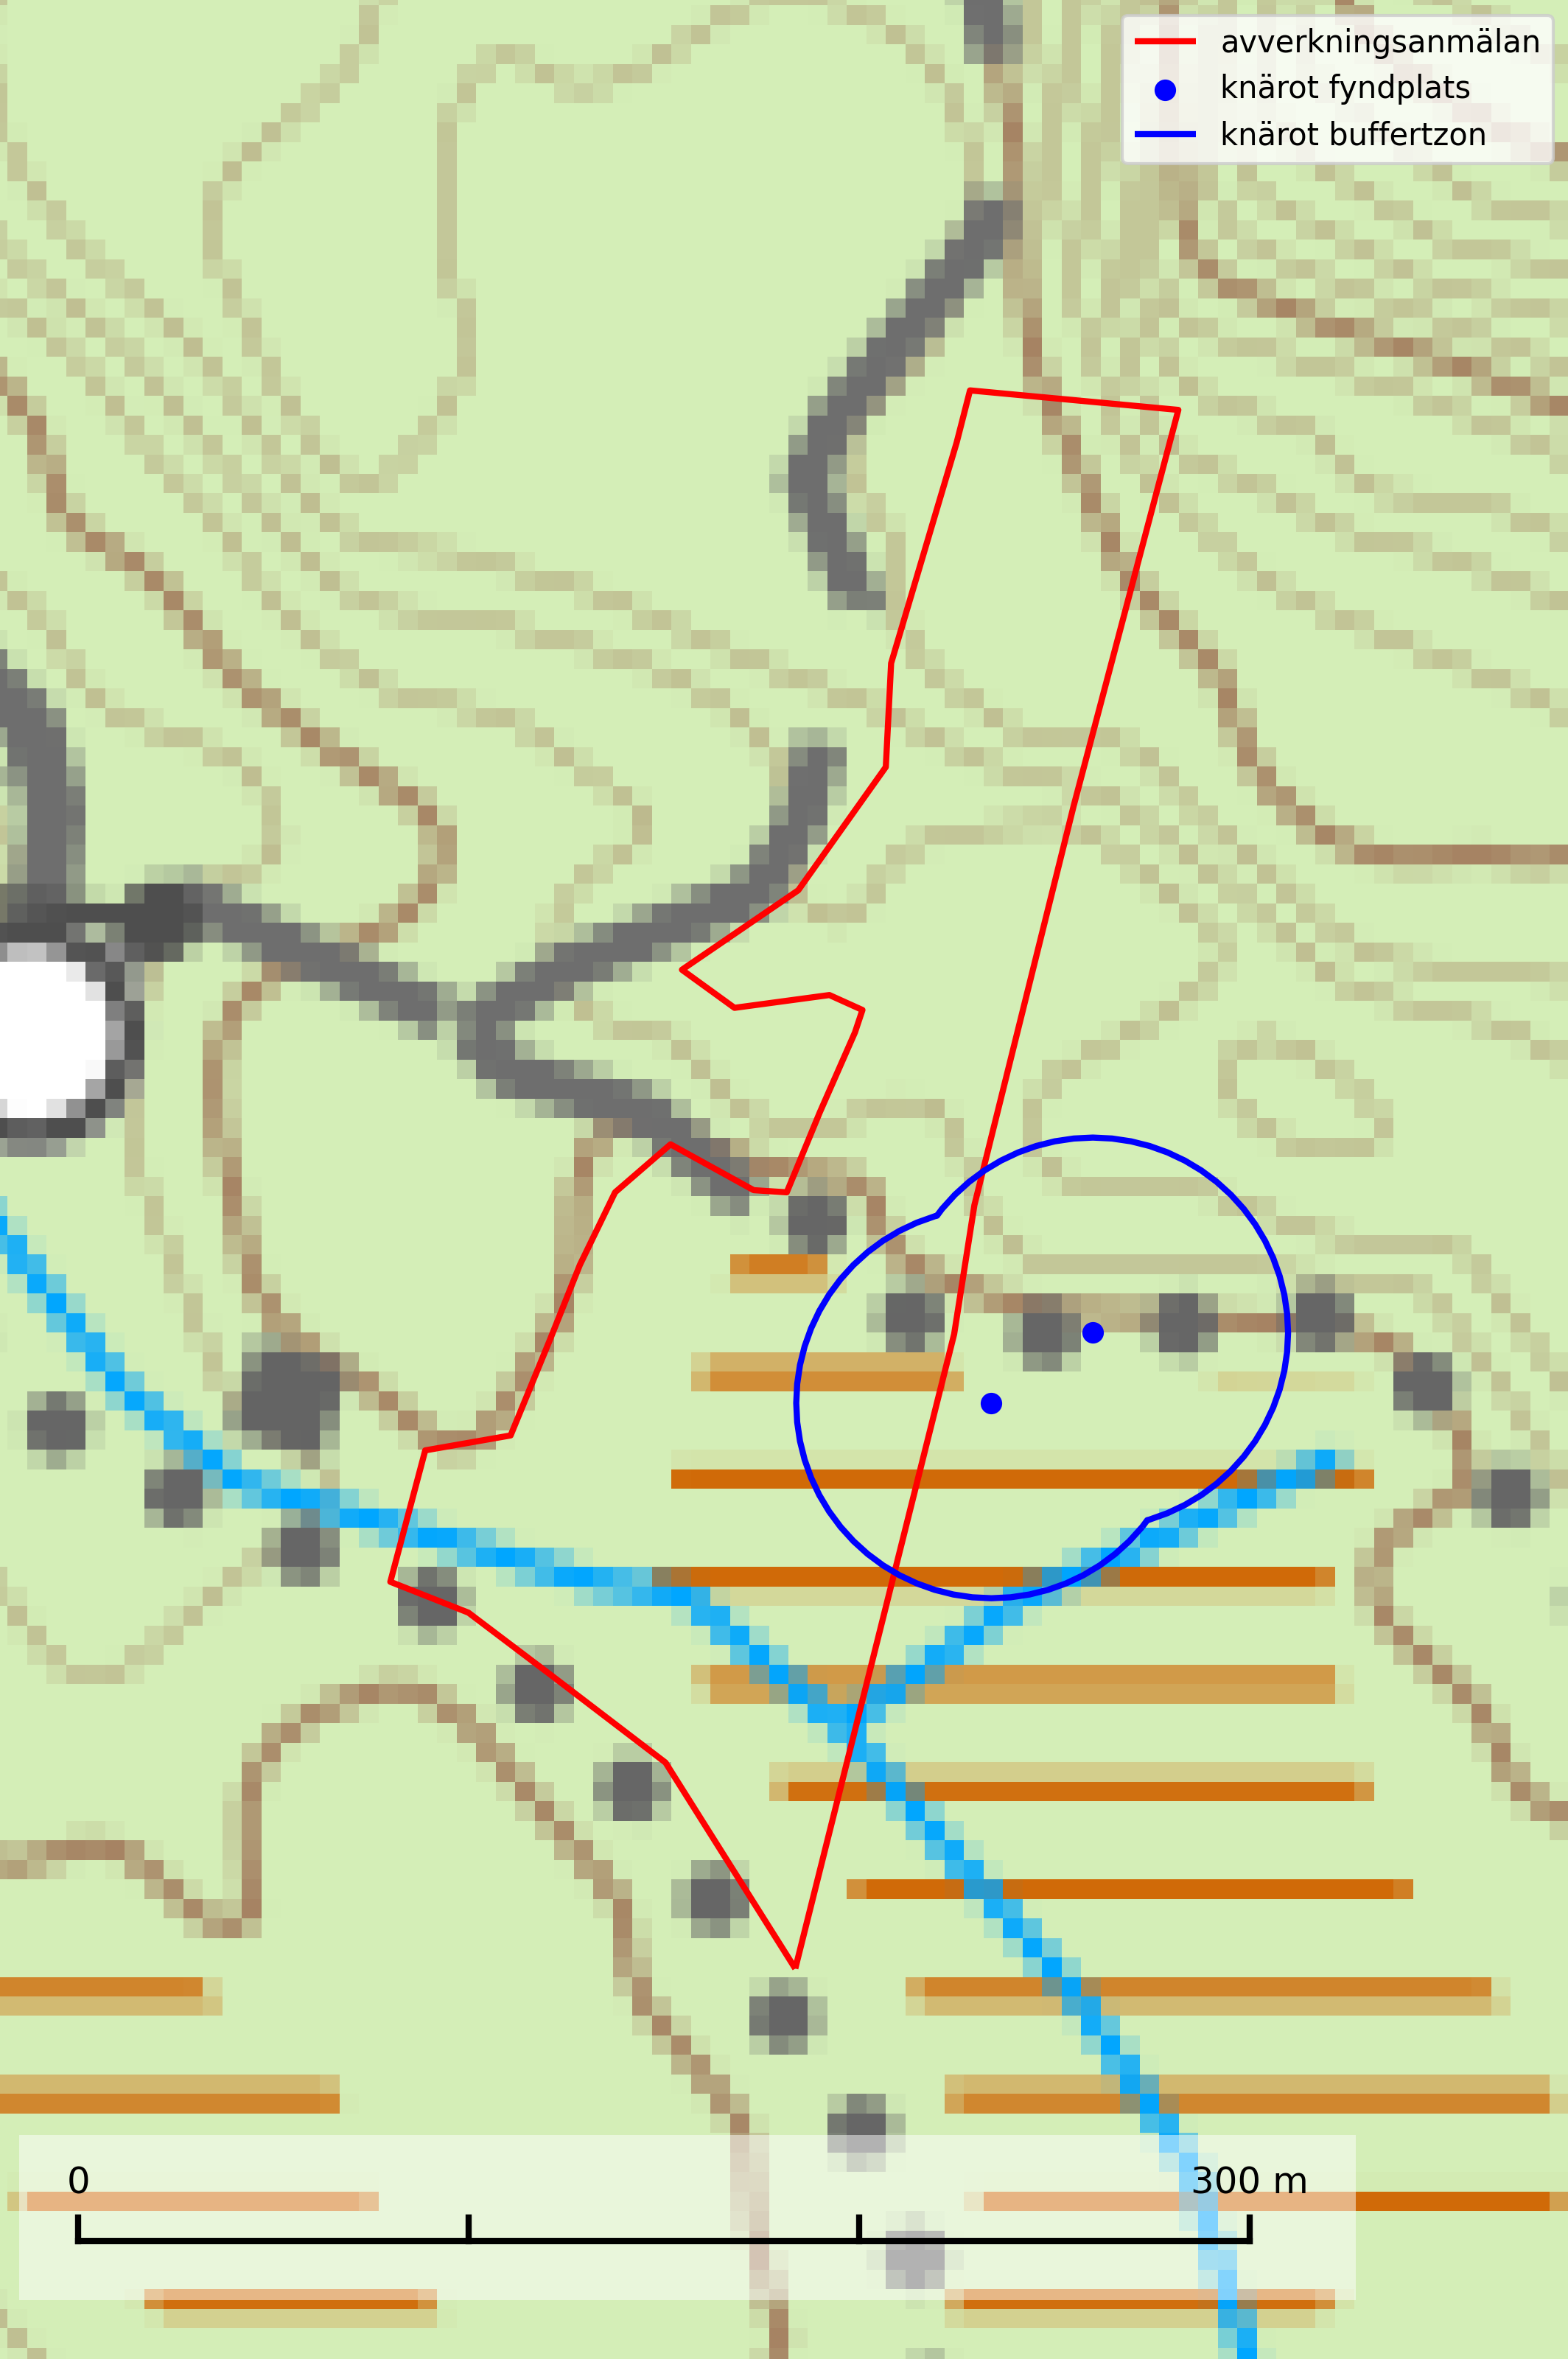 avverkningsanmälan
knärot fyndplats
knärot buffertzon
0
300 m